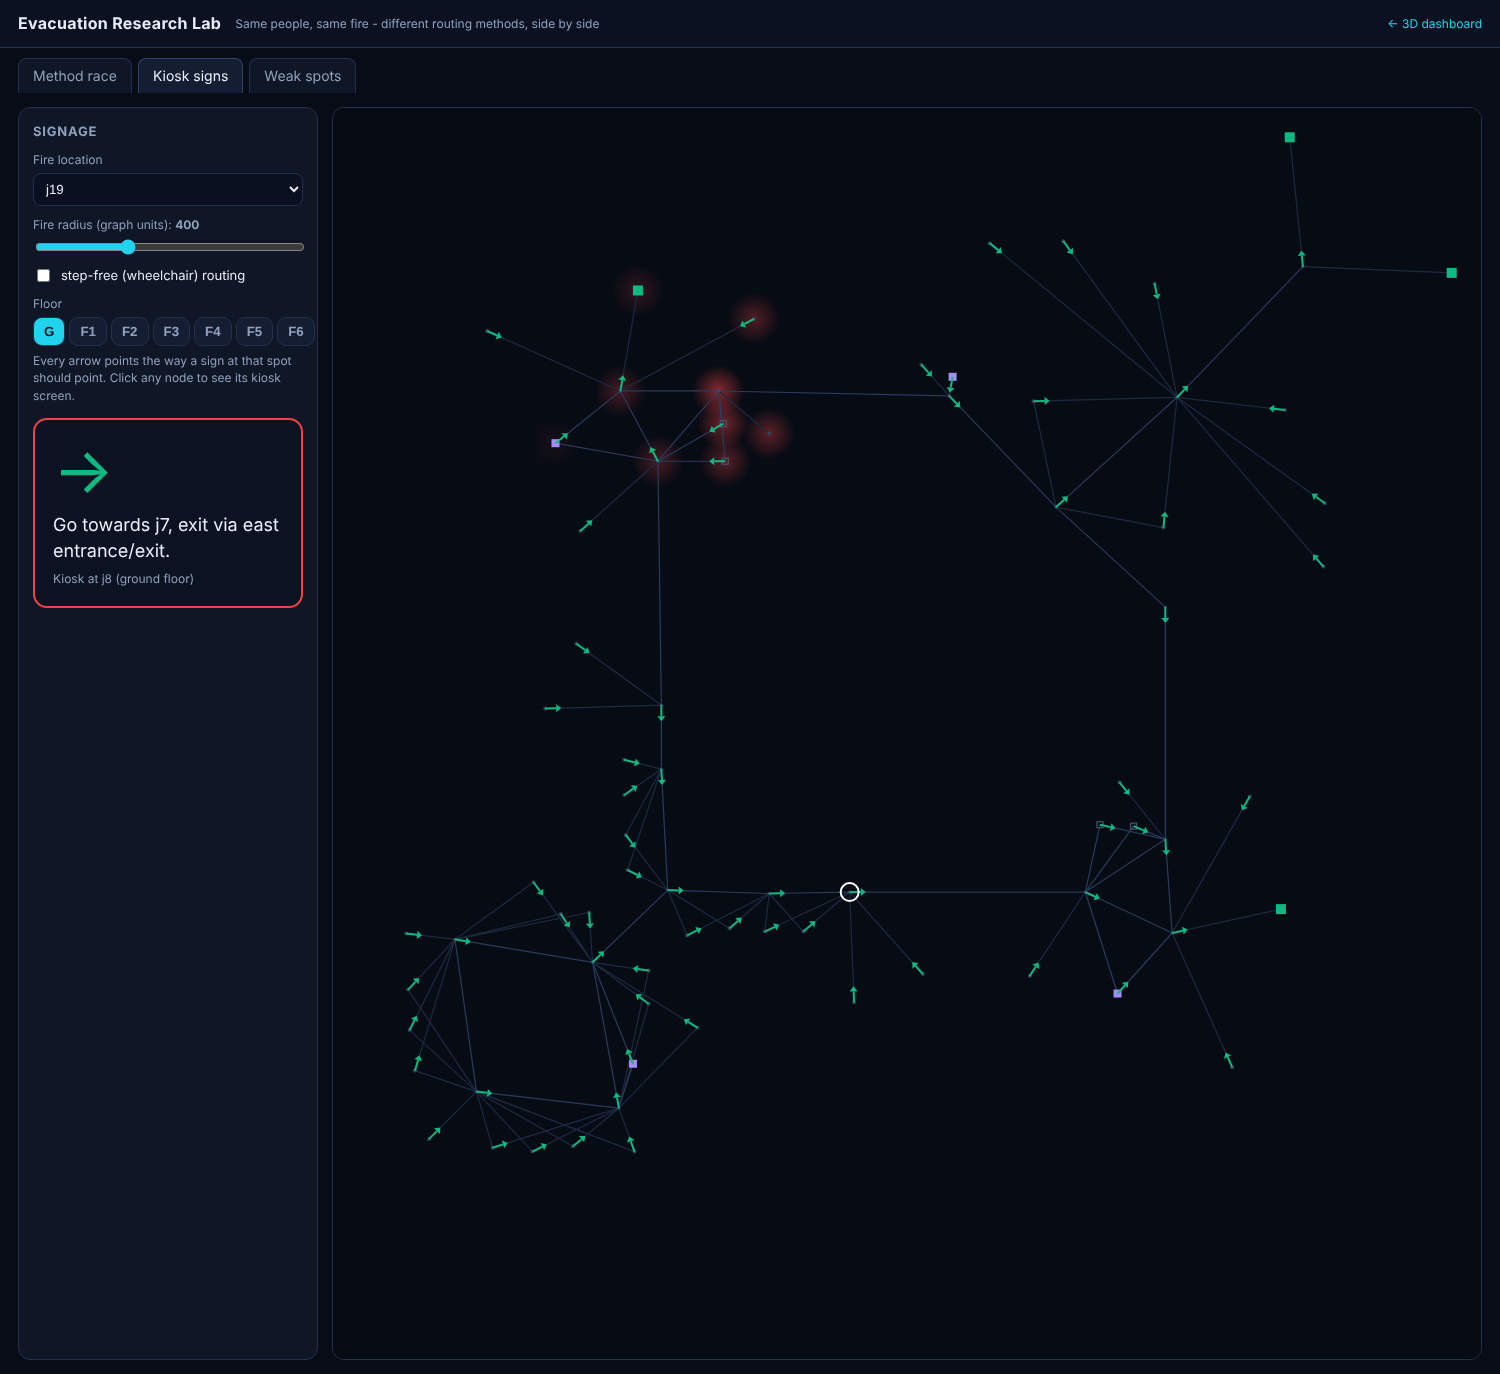 Evacuation Research Lab
Same people, same fire - different routing methods, side by side
← 3D dashboard
Method race
Kiosk signs
Weak spots
SIGNAGE
Fire location
j19
Fire radius (graph units): 400
step-free (wheelchair) routing
Floor
G F1 F2 F3 F4 F5 F6
Every arrow points the way a sign at that spot
should point. Click any node to see its kiosk
screen.
Go towards j7, exit via east
entrance/exit.
Kiosk at j8 (ground floor)